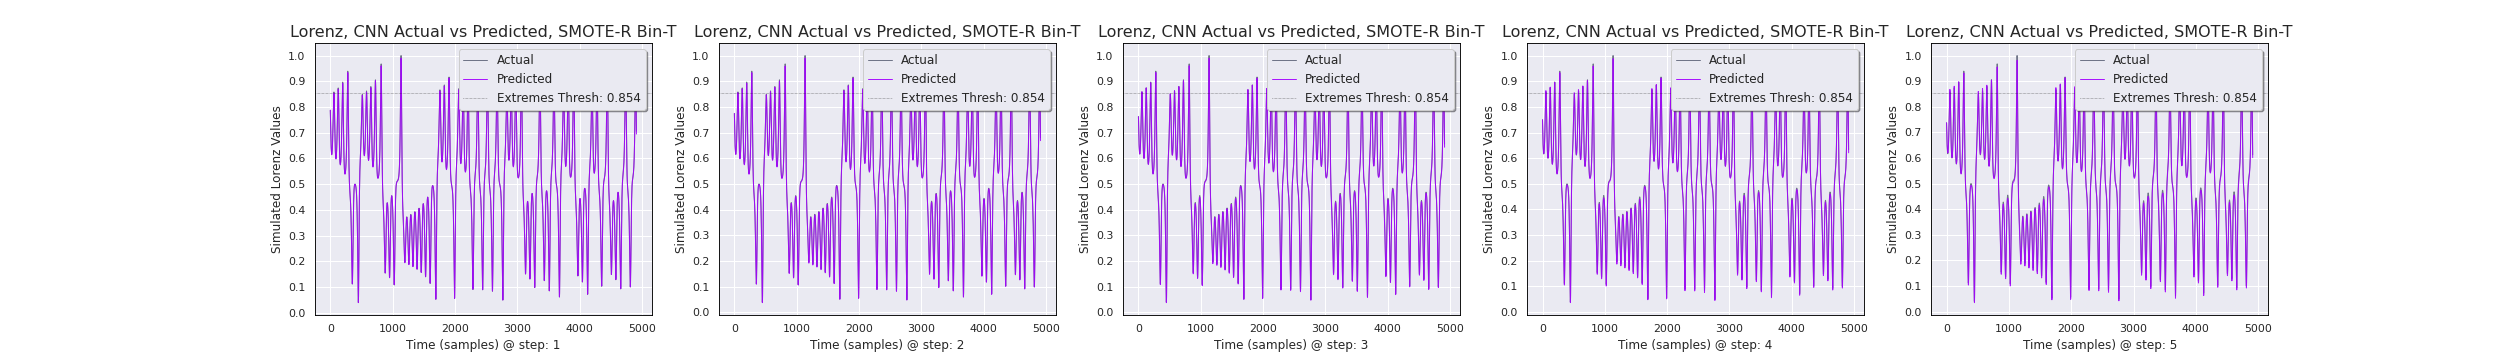 Lorenz, CNN Actual vs Predicted, SMOTE-R Bin-T
Actual
Predicted
Extremes Thresh: 0.854
Simulated Lorenz Values
1.0
0.9
0.8
0.7
0.6
0.5
0.4
0.3
0.2
0.1
0.0
0 1000 2000 3000 4000 5000
Time (samples) @ step: 1
Lorenz, CNN Actual vs Predicted, SMOTE-R Bin-T
Actual
Predicted
Extremes Thresh: 0.854
Simulated Lorenz Values
1.0
0.9
0.8
0.7
0.6
0.5
0.4
0.3
0.2
0.1
0.0
0 1000 2000 3000 4000 5000
Time (samples) @ step: 2
Lorenz, CNN Actual vs Predicted, SMOTE-R Bin-T
Actual
Predicted
Extremes Thresh: 0.854
Simulated Lorenz Values
1.0
0.9
0.8
0.7
0.6
0.5
0.4
0.3
0.2
0.1
0.0
0 1000 2000 3000 4000 5000
Time (samples) @ step: 3
Lorenz, CNN Actual vs Predicted, SMOTE-R Bin-T
Actual
Predicted
Extremes Thresh: 0.854
Simulated Lorenz Values
1.0
0.9
0.8
0.7
0.6
0.5
0.4
0.3
0.2
0.1
0.0
0 1000 2000 3000 4000 5000
Time (samples) @ step: 4
Lorenz, CNN Actual vs Predicted, SMOTE-R Bin-T
Actual
Predicted
Extremes Thresh: 0.854
Simulated Lorenz Values
1.0
0.9
0.8
0.7
0.6
0.5
0.4
0.3
0.2
0.1
0.0
0 1000 2000 3000 4000 5000
Time (samples) @ step: 5